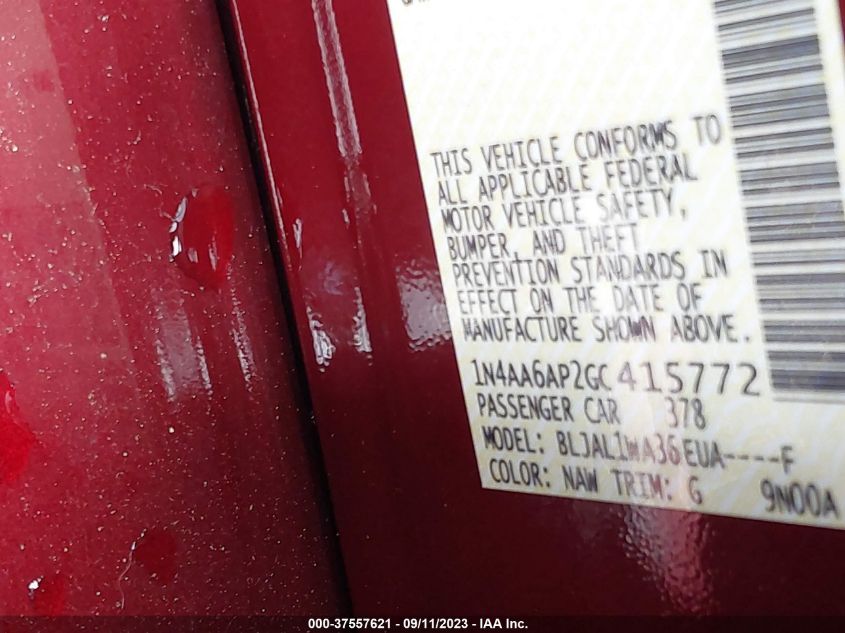 THIS VEHICLE CONFORMS TO
ALL APPLICABLE FEDERAL
MOTOR VEHICLE SAFETY,
BUMPER, AND THEFT
PREVENTION STANDARDS IN
EFFECT ON THE DATE OF
MANUFACTURE SHOWN ABOVE.
1N4AA6AP2GC415772
PASSENGER CAR 378
MODEL: BLJAL1WA36EUA----F
COLOR: NAW TRIM: G 9N00A
000-37557621 - 09/11/2023 - IAA Inc.